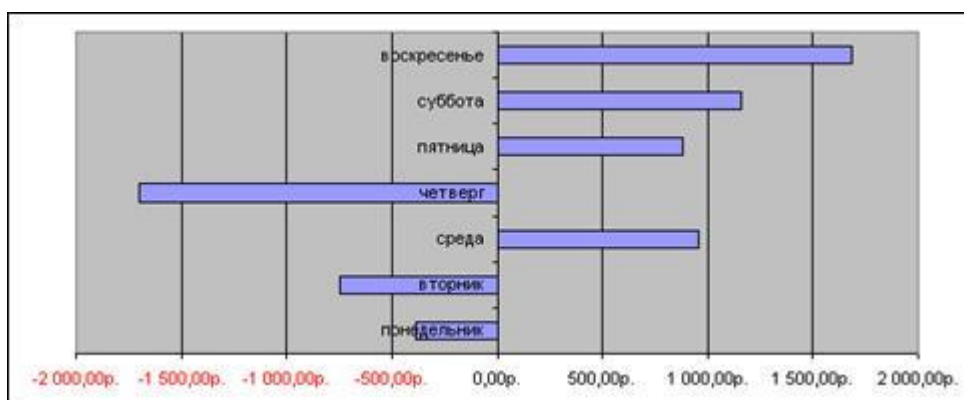 воскресенье
суббота
пятница
четверг
среда
вторник
понедельник
-2 000,00р. -1 500,00р. -1 000,00р. -500,00р. 0,00р. 500,00р. 1 000,00р. 1 500,00р. 2 000,00р.